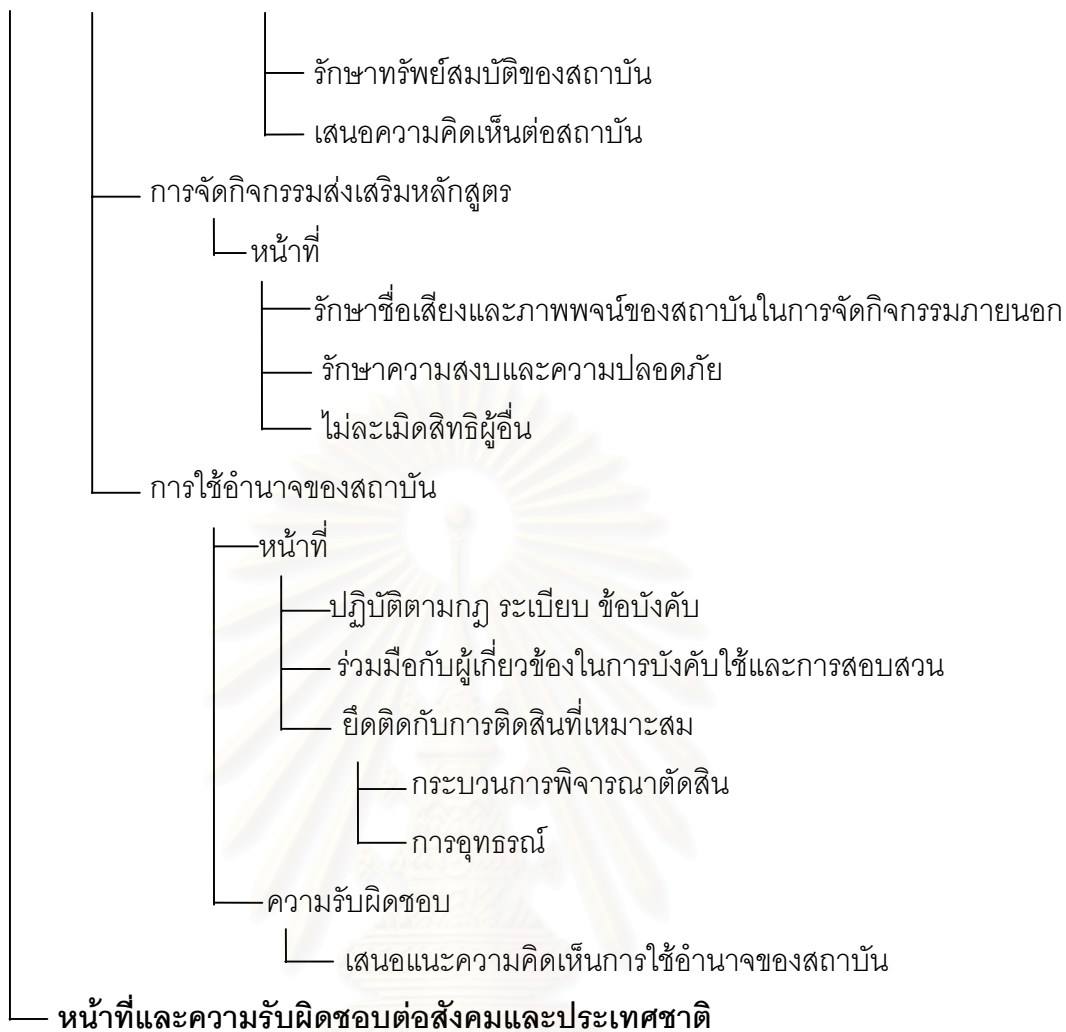 รักษาทรัพย์สมบัติของสถาบัน
เสนอความคิดเห็นต่อสถาบัน
การจัดกิจกรรมส่งเสริมหลักสูตร
หน้าที่
รักษาชื่อเสียงและภาพพจน์ของสถาบันในการจัดกิจกรรมภายนอก
รักษาความสงบและความปลอดภัย
ไม่ละเมิดสิทธิผู้อื่น
การใช้อำนาจของสถาบัน
หน้าที่
ปฏิบัติตามกฎ ระเบียบ ข้อบังคับ
ร่วมมือกับผู้เกี่ยวข้องในการบังคับใช้และการสอบสวน
ยึดติดกับการติดสินที่เหมาะสม
กระบวนการพิจารณาตัดสิน
การอุทธรณ์
ความรับผิดชอบ
เสนอแนะความคิดเห็นการใช้อำนาจของสถาบัน
หน้าที่และความรับผิดชอบต่อสังคมและประเทศชาติ